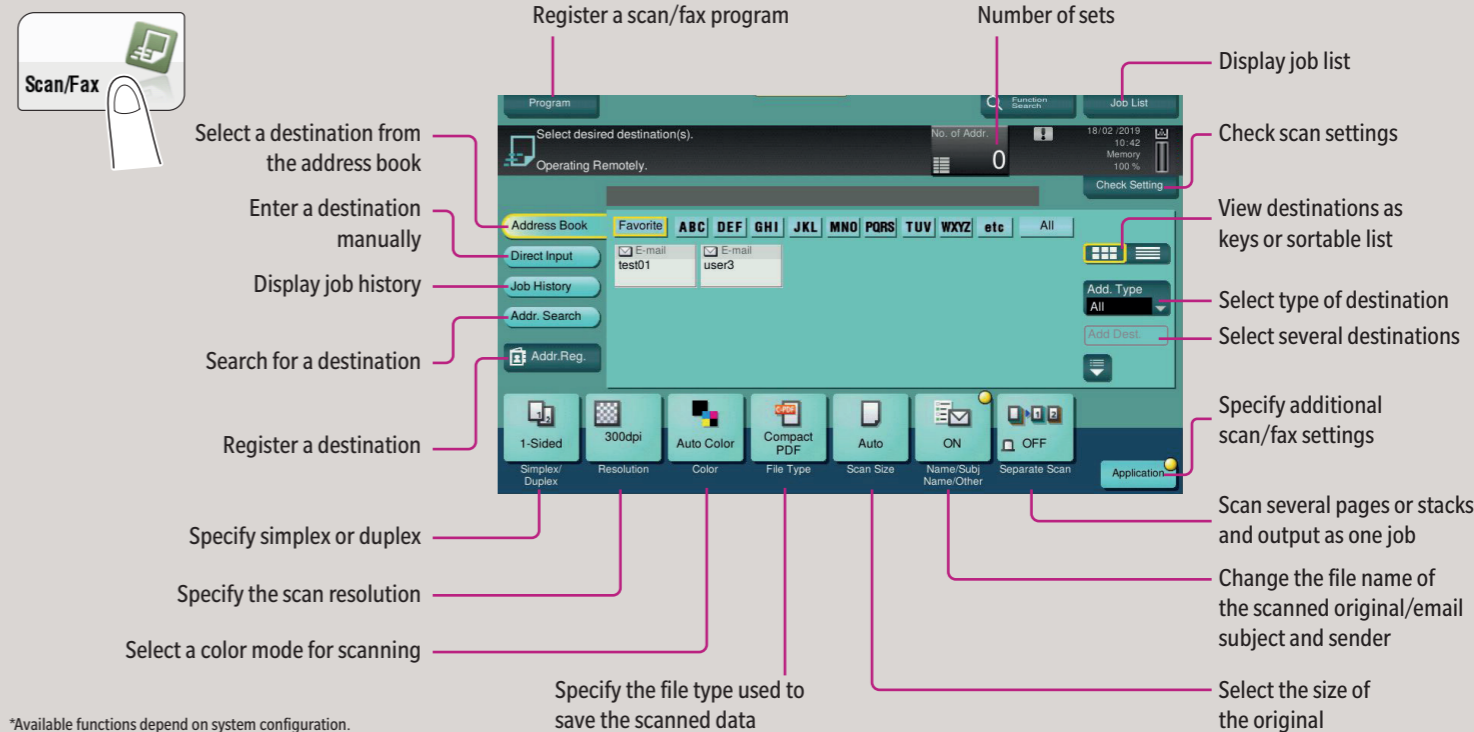 Register a scan/fax program
Number of sets
Scan/Fax
Display job list
Program
Function
Search
Job List
Select a destination from
the address book
Select desired destination(s).
Operating Remotely.
No. of Addr.
0
18/02 /2019
10:42
Memory
100 %
Check scan settings
Check Setting
Enter a destination
manually
View destinations as
keys or sortable list
Address Book
Favorite ABC DEF GHI JKL MNO PQRS TUV WXYZ etc All
Direct Input
E-mail
test01
E-mail
user3
Display job history
Job History
Add. Type
All
Select type of destination
Addr. Search
Add Dest.
Select several destinations
Search for a destination
Addr.Reg.
Register a destination
Specify additional
scan/fax settings
1-Sided
300dpi
Auto Color
Compact
PDF
Auto
ON
OFF
Simplex/
Duplex
Resolution
Color
File Type
Scan Size
Name/Subj
Name/Other
Separate Scan
Application
Specify simplex or duplex
Scan several pages or stacks
and output as one job
Specify the scan resolution
Change the file name of
the scanned original/email
subject and sender
Select a color mode for scanning
Specify the file type used to
save the scanned data
Select the size of
the original
*Available functions depend on system configuration.